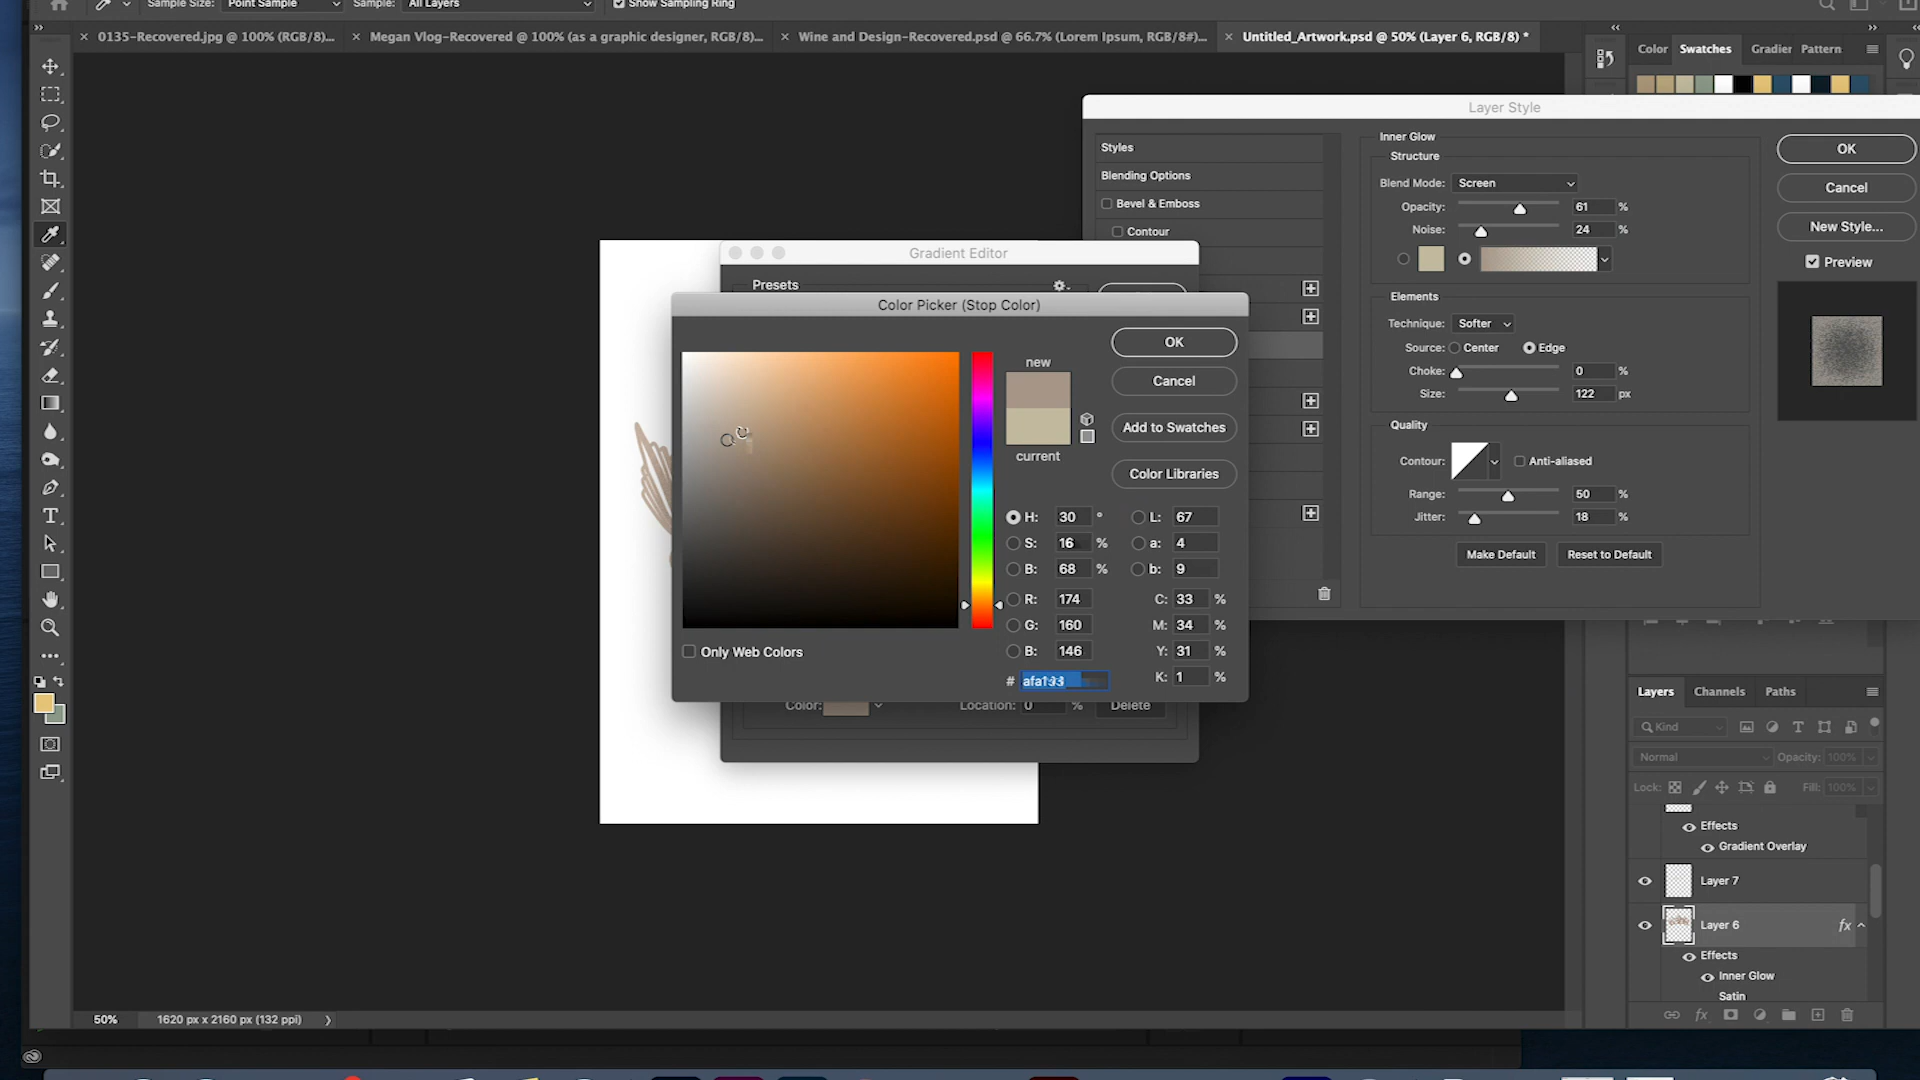 Sample Size: Point Sample Sample: All Layers Show Sampling Ring
0135-Recovered.jpg @ 100% (RGB/8)... Megan Vlog-Recovered @ 100% (as a graphic designer, RGB/8)... Wine and Design-Recovered.psd @ 66.7% (Lorem Ipsum, RGB/8#)... Untitled_Artwork.psd @ 50% (Layer 6, RGB/8) *
Color Swatches Gradier Pattern
Layer Style
Styles
Blending Options
Bevel & Emboss
Contour
Inner Glow
Structure
Blend Mode: Screen
Opacity: 61 %
Noise: 24 %
Elements
Technique: Softer
Source: Center Edge
Choke: 0 %
Size: 122 px
Quality
Contour: Anti-aliased
Range: 50 %
Jitter: 18 %
Make Default Reset to Default
OK
Cancel
New Style...
Preview
Gradient Editor
Presets
Color Picker (Stop Color)
new
current
OK
Cancel
Add to Swatches
Color Libraries
H: 30 °
S: 16 %
B: 68 %
R: 174
G: 160
B: 146
L: 67
a: 4
b: 9
C: 33 %
M: 34 %
Y: 31 %
K: 1 %
#
Only Web Colors
Color: Location: 0 % Delete
Layers Channels Paths
Kind
Normal Opacity: 100%
Lock: Fill: 100%
Effects
Gradient Overlay
Layer 7
Layer 6 fx
Effects
Inner Glow
Satin
fx
50% 1620 px x 2160 px (132 ppi)